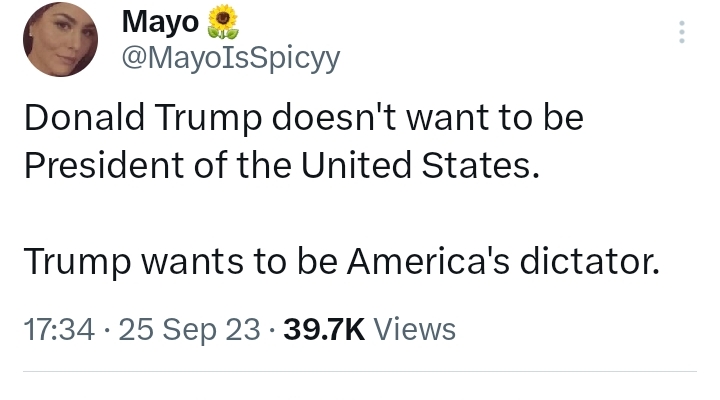 Mayo🌻
@MayoIsSpicyy
Donald Trump doesn't want to be
President of the United States.
Trump wants to be America's dictator.
17:34 · 25 Sep 23 · 39.7K Views